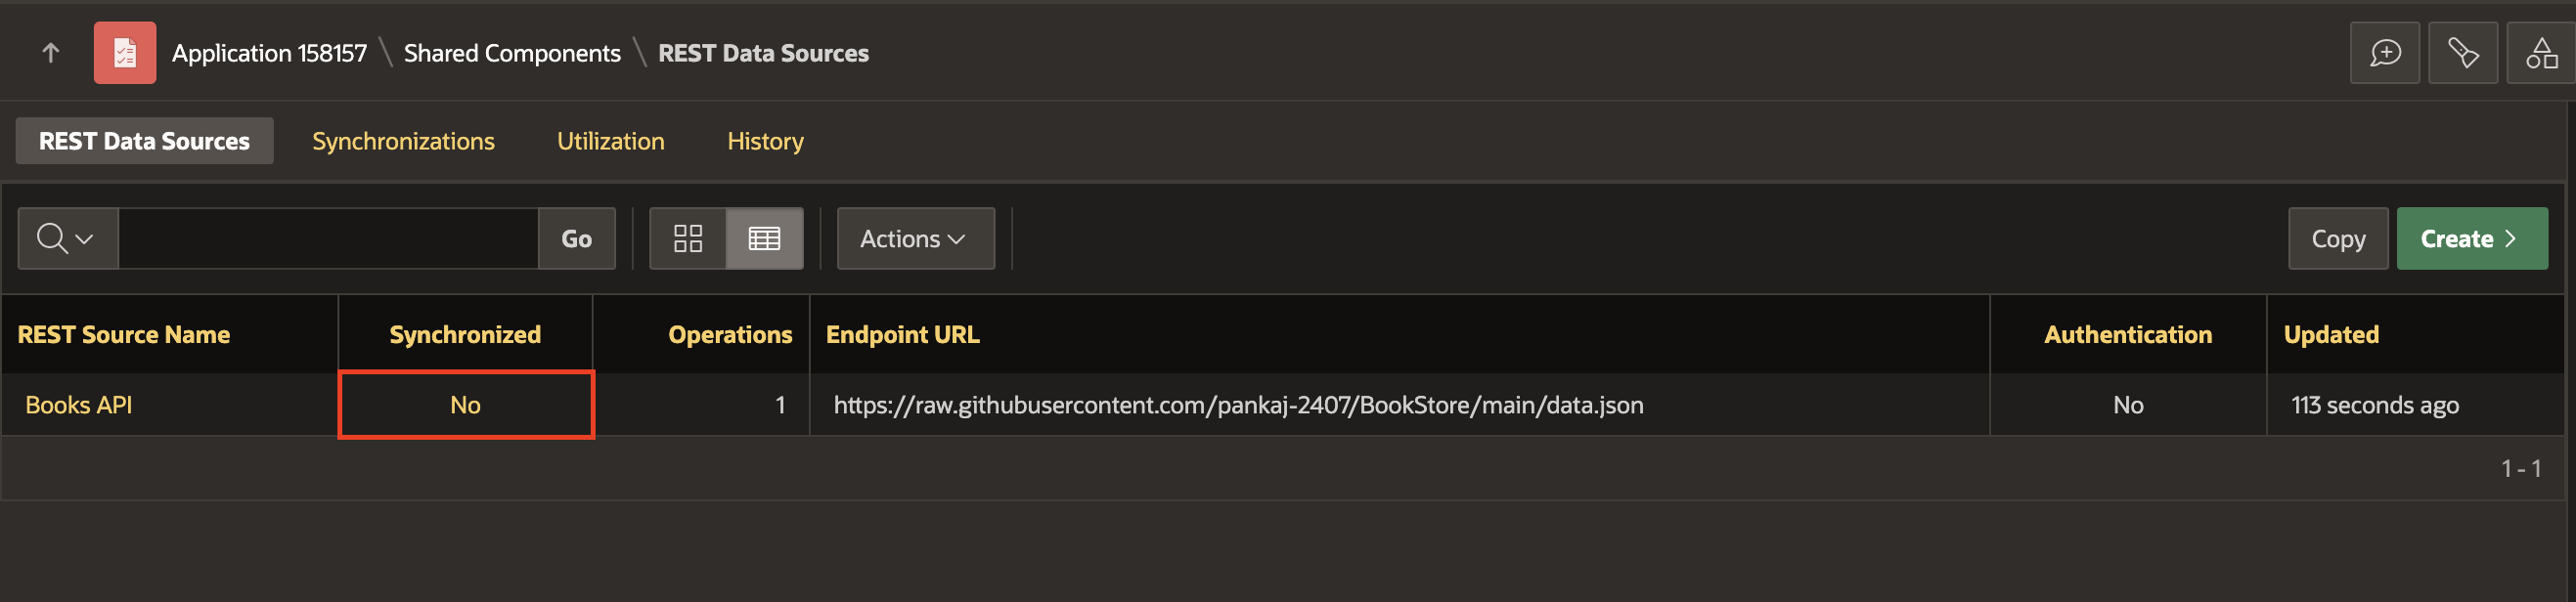 Application 158157 \ Shared Components \ REST Data Sources
REST Data Sources Synchronizations Utilization History
Go Actions Copy Create
REST Source Name Synchronized Operations Endpoint URL Authentication Updated
Books API No 1 https://raw.githubusercontent.com/pankaj-2407/BookStore/main/data.json No 113 seconds ago
1 - 1